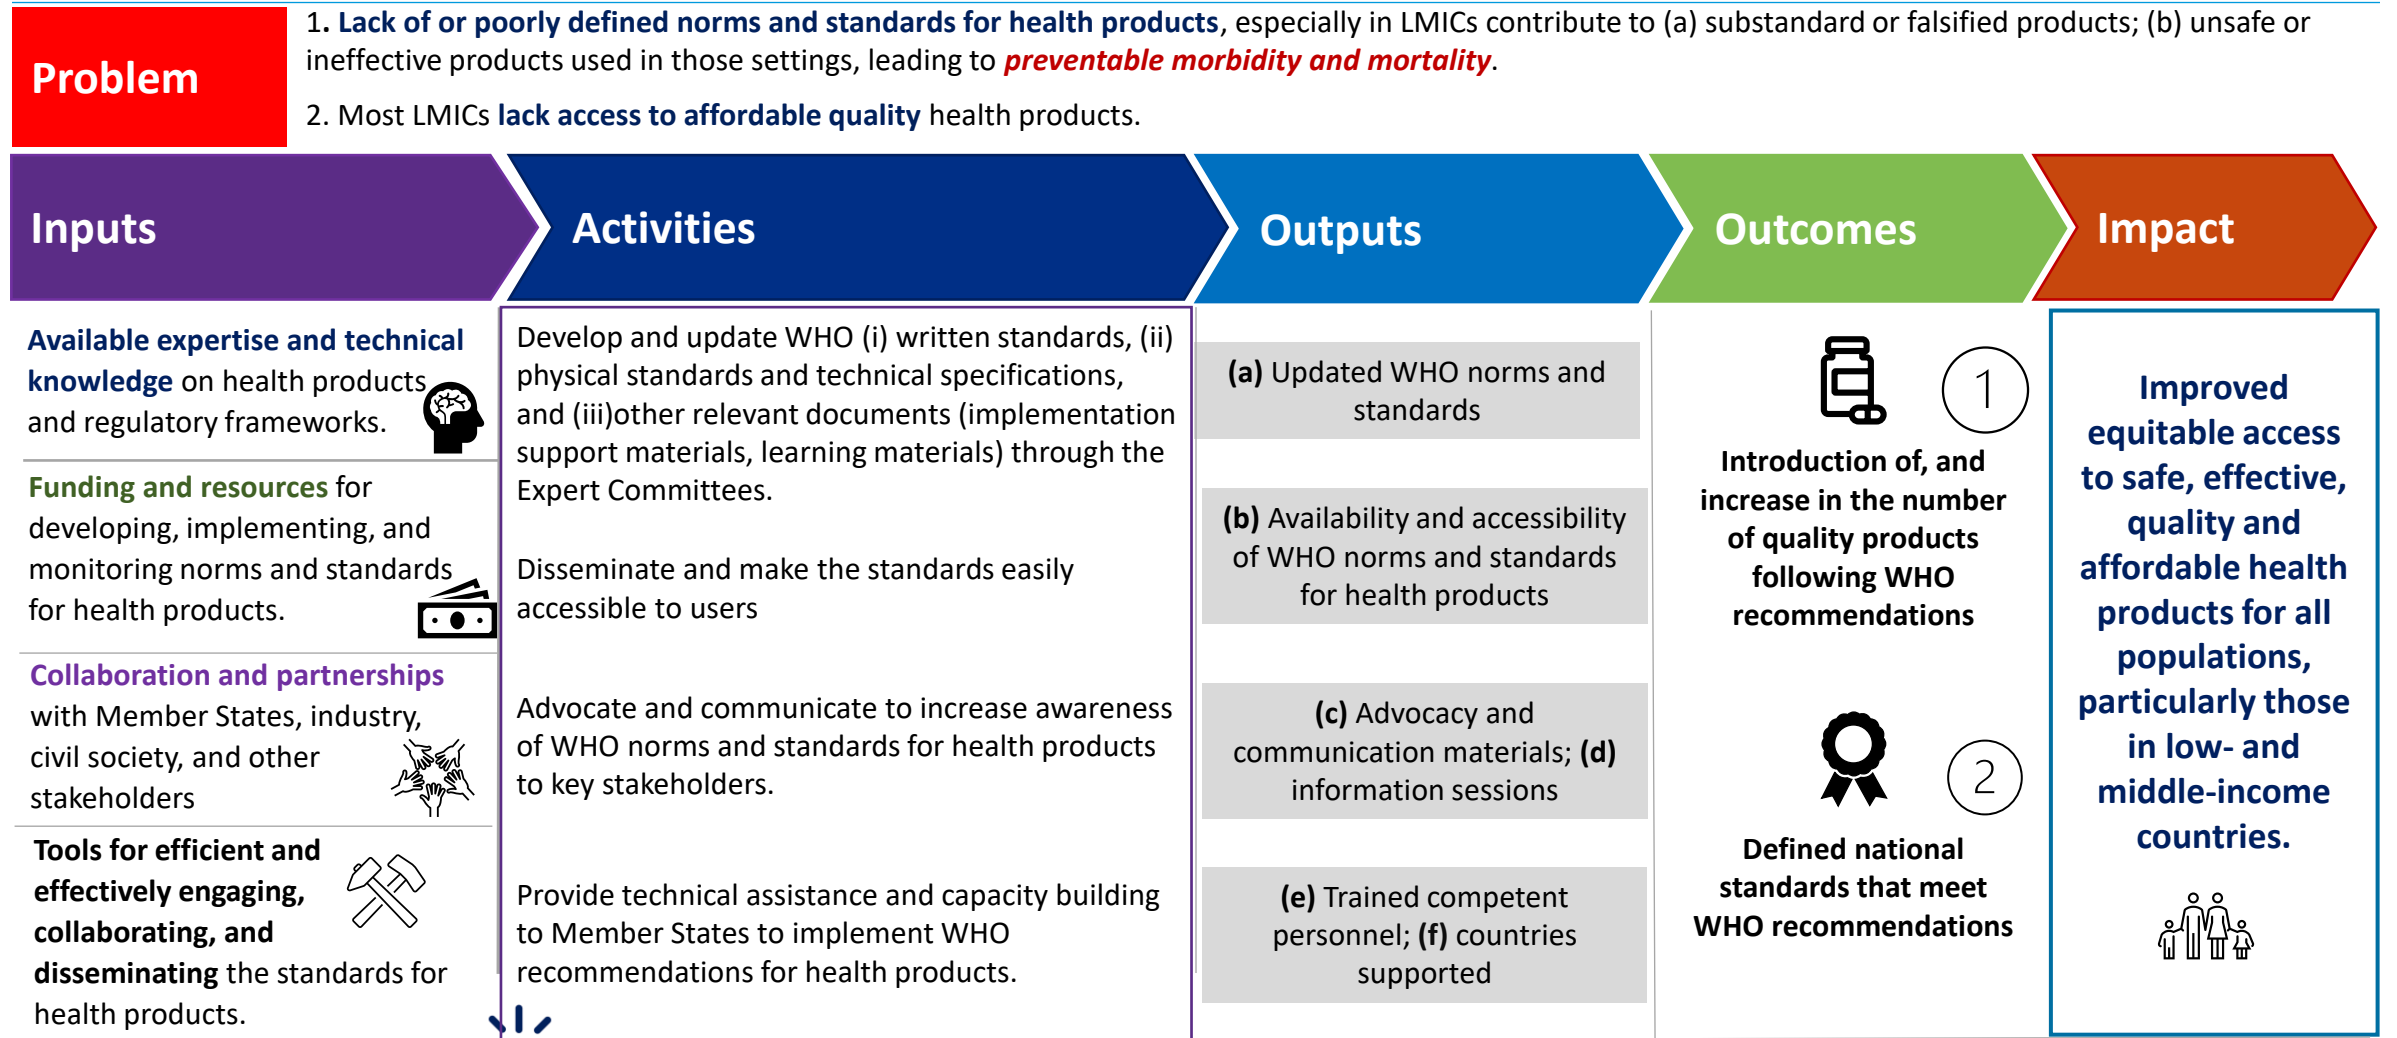 1. Lack of or poorly defined norms and standards for health products, especially in LMICs contribute to (a) substandard or falsified products; (b) unsafe or
ineffective products used in those settings, leading to preventable morbidity and mortality.
Problem
2. Most LMICs lack access to affordable quality health products.
Inputs
Activities
Outputs
Outcomes
Impact
Available expertise and technical
knowledge on health products
and regulatory frameworks.
Funding and resources for
developing, implementing, and
monitoring norms and standards
for health products.
Collaboration and partnerships
with Member States, industry,
civil society, and other
stakeholders
Tools for efficient and
effectively engaging,
collaborating, and
disseminating the standards for
health products.
Develop and update WHO (i) written standards, (ii)
physical standards and technical specifications,
and (iii)other relevant documents (implementation
support materials, learning materials) through the
Expert Committees.
Disseminate and make the standards easily
accessible to users
Advocate and communicate to increase awareness
of WHO norms and standards for health products
to key stakeholders.
Provide technical assistance and capacity building
to Member States to implement WHO
recommendations for health products.
(a) Updated WHO norms and
standards
(b) Availability and accessibility
of WHO norms and standards
for health products
(c) Advocacy and
communication materials; (d)
information sessions
(e) Trained competent
personnel; (f) countries
supported
1
Introduction of, and
increase in the number
of quality products
following WHO
recommendations
2
Defined national
standards that meet
WHO recommendations
Improved
equitable access
to safe, effective,
quality and
affordable health
products for all
populations,
particularly those
in low- and
middle-income
countries.